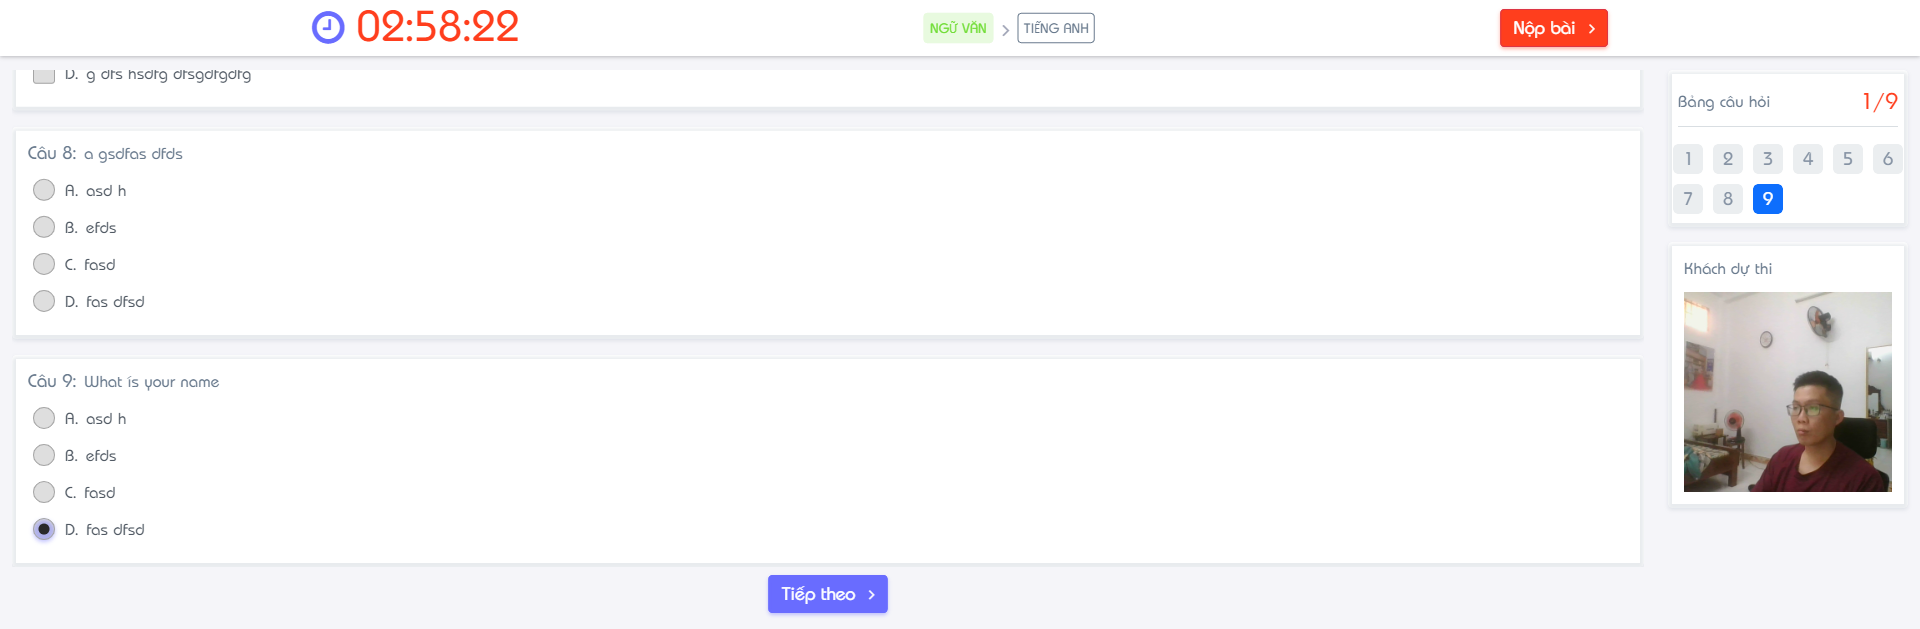 02:58:22
NGỮ VĂN
TIẾNG ANH
Nộp bài
D. g dfs hsdfg dfsgdfgdfg
Câu 8: a gsdfas dfds
A. asd h
B. efds
C. fasd
D. fas dfsd
Câu 9: What ís your name
A. asd h
B. efds
C. fasd
D. fas dfsd
Tiếp theo
Bảng câu hỏi 1/9
1 2 3 4 5 6
7 8 9
Khách dự thi